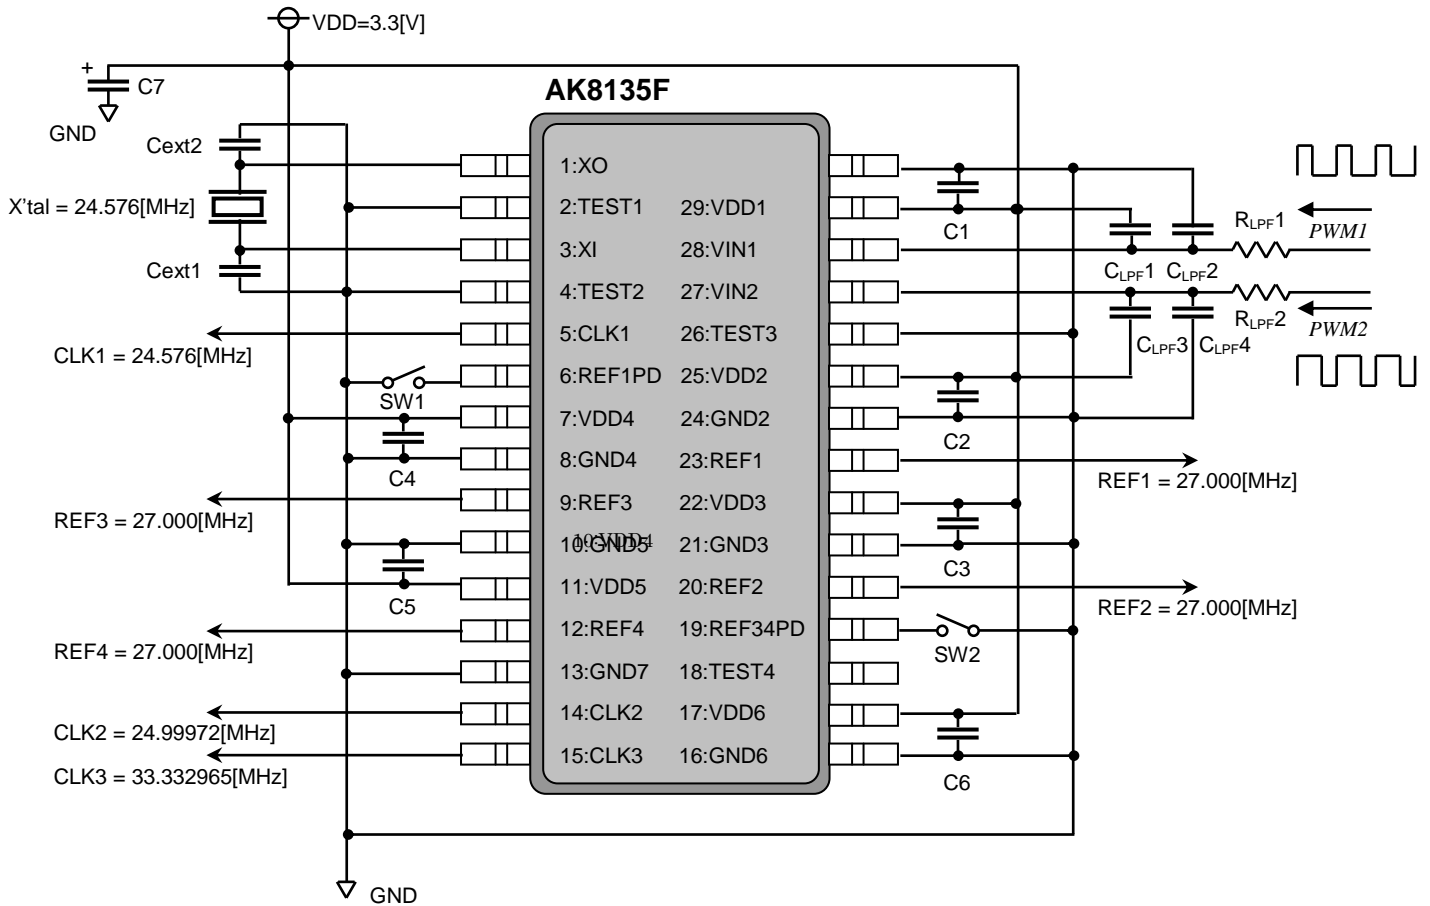 VDD=3.3[V]
+
C7
GND
AK8135F
Cext2
X'tal = 24.576[MHz]
Cext1
CLK1 = 24.576[MHz]
SW1
C4
REF3 = 27.000[MHz]
C5
REF4 = 27.000[MHz]
CLK2 = 24.99972[MHz]
CLK3 = 33.332965[MHz]
GND
1:XO
2:TEST1
3:XI
4:TEST2
5:CLK1
6:REF1PD
7:VDD4
8:GND4
9:REF3
10:GND5
10:VDD4
11:VDD5
12:REF4
13:GND7
14:CLK2
15:CLK3
29:VDD1
28:VIN1
27:VIN2
26:TEST3
25:VDD2
24:GND2
23:REF1
22:VDD3
21:GND3
20:REF2
19:REF34PD
18:TEST4
17:VDD6
16:GND6
C1
RLPF1
PWM1
CLPF1 CLPF2
RLPF2
PWM2
CLPF3 CLPF4
C2
REF1 = 27.000[MHz]
C3
REF2 = 27.000[MHz]
SW2
C6